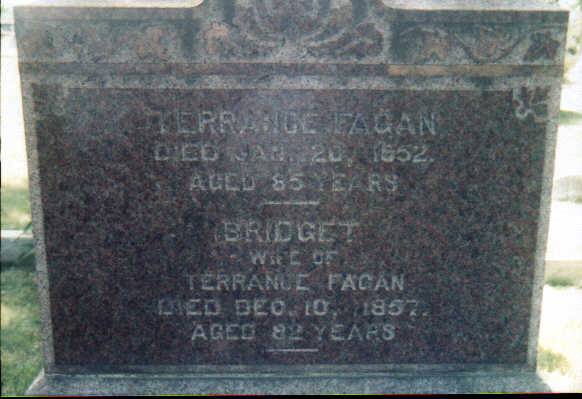 TERRANCE FAGAN
DIED JAN. 20, 1852.
AGED 85 YEARS
BRIDGET
WIFE OF
TERRANCE FAGAN
DIED DEC. 10, 1857.
AGED 82 YEARS